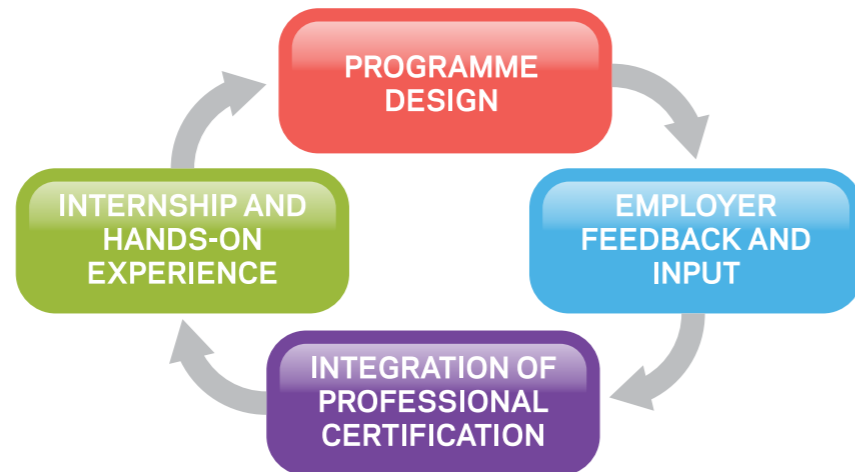 PROGRAMME
DESIGN
EMPLOYER
FEEDBACK AND
INPUT
INTEGRATION OF
PROFESSIONAL
CERTIFICATION
INTERNSHIP AND
HANDS-ON
EXPERIENCE